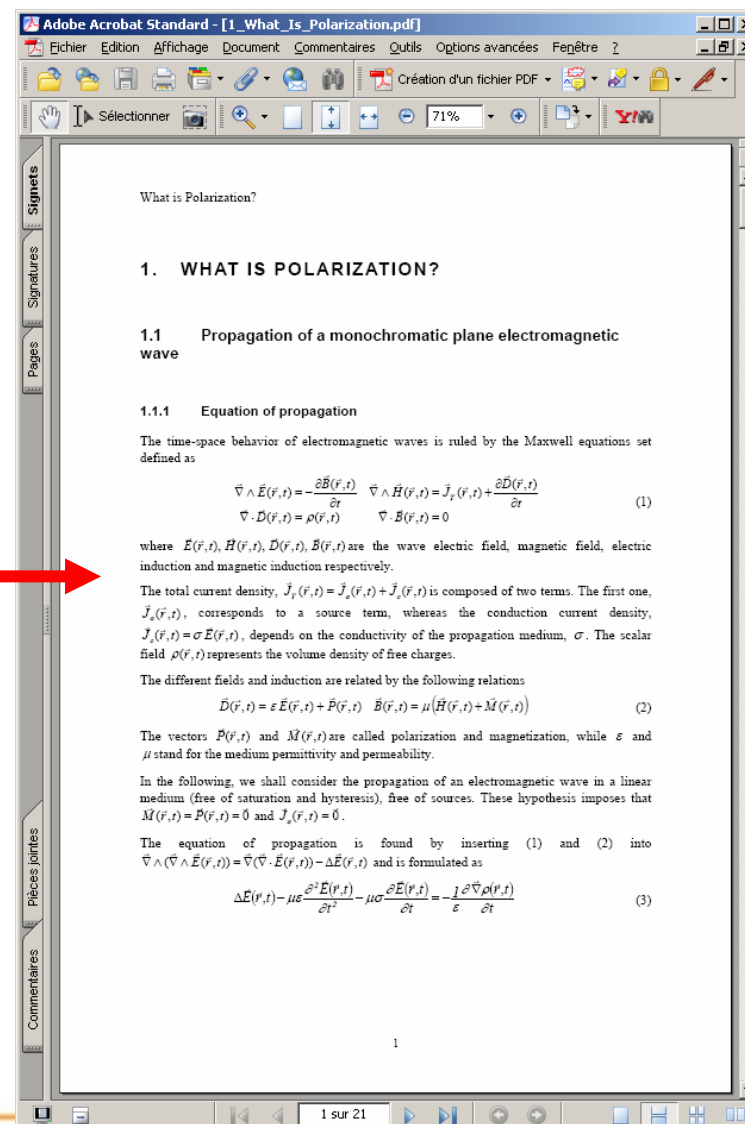 Adobe Acrobat Standard - [1_What_Is_Polarization.pdf]
Fichier Edition Affichage Document Commentaires Outils Options avancées Fenêtre ?
Création d'un fichier PDF
Sélectionner 71% Y!
Signets
Signatures
Pages
Pièces jointes
Commentaires
What is Polarization?
1. WHAT IS POLARIZATION?
1.1 Propagation of a monochromatic plane electromagnetic
wave
1.1.1 Equation of propagation
The time-space behavior of electromagnetic waves is ruled by the Maxwell equations set
defined as
∇⃗ ∧ E⃗(r⃗,t) = −∂B⃗(r⃗,t)/∂t ∇⃗ ∧ H⃗(r⃗,t) = J⃗_T(r⃗,t) + ∂D⃗(r⃗,t)/∂t
∇⃗ · D⃗(r⃗,t) = ρ(r⃗,t) ∇⃗ · B⃗(r⃗,t) = 0 (1)
where E⃗(r⃗,t), H⃗(r⃗,t), D⃗(r⃗,t), B⃗(r⃗,t) are the wave electric field, magnetic field, electric
induction and magnetic induction respectively.
The total current density, J⃗_T(r⃗,t) = J⃗_a(r⃗,t) + J⃗_c(r⃗,t) is composed of two terms. The first one,
J⃗_a(r⃗,t), corresponds to a source term, whereas the conduction current density,
J⃗_c(r⃗,t) = σ E⃗(r⃗,t), depends on the conductivity of the propagation medium, σ. The scalar
field ρ(r⃗,t) represents the volume density of free charges.
The different fields and induction are related by the following relations
D⃗(r⃗,t) = ε E⃗(r⃗,t) + P⃗(r⃗,t) B⃗(r⃗,t) = μ(H⃗(r⃗,t) + M⃗(r⃗,t)) (2)
The vectors P⃗(r⃗,t) and M⃗(r⃗,t) are called polarization and magnetization, while ε and
μ stand for the medium permittivity and permeability.
In the following, we shall consider the propagation of an electromagnetic wave in a linear
medium (free of saturation and hysteresis), free of sources. These hypothesis imposes that
M⃗(r⃗,t) = P⃗(r⃗,t) = 0⃗ and J⃗_a(r⃗,t) = 0⃗.
The equation of propagation is found by inserting (1) and (2) into
∇⃗ ∧ (∇⃗ ∧ E⃗(r⃗,t)) = ∇⃗(∇⃗ · E⃗(r⃗,t)) − ΔE⃗(r⃗,t) and is formulated as
ΔE⃗(r⃗,t) − με ∂²E⃗(r⃗,t)/∂t² − μσ ∂E⃗(r⃗,t)/∂t = −1/ε ∂∇⃗ρ(r⃗,t)/∂t (3)
1
1 sur 21